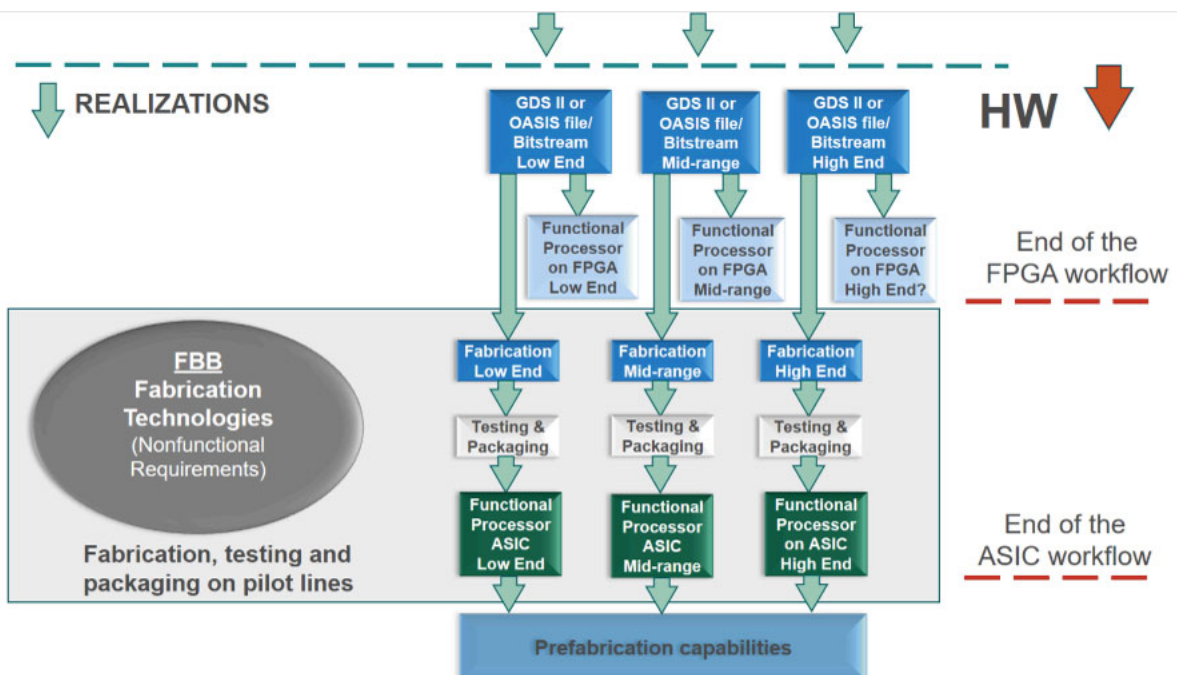 REALIZATIONS
HW
GDS II or
OASIS file/
Bitstream
Low End
GDS II or
OASIS file/
Bitstream
Mid-range
GDS II or
OASIS file/
Bitstream
High End
Functional
Processor
on FPGA
Low End
Functional
Processor
on FPGA
Mid-range
Functional
Processor
on FPGA
High End?
End of the
FPGA workflow
FBB
Fabrication
Technologies
(Nonfunctional
Requirements)
Fabrication, testing and
packaging on pilot lines
Fabrication
Low End
Fabrication
Mid-range
Fabrication
High End
Testing &
Packaging
Testing &
Packaging
Testing &
Packaging
Functional
Processor
ASIC
Low End
Functional
Processor
ASIC
Mid-range
Functional
Processor
on ASIC
High End
End of the
ASIC workflow
Prefabrication capabilities